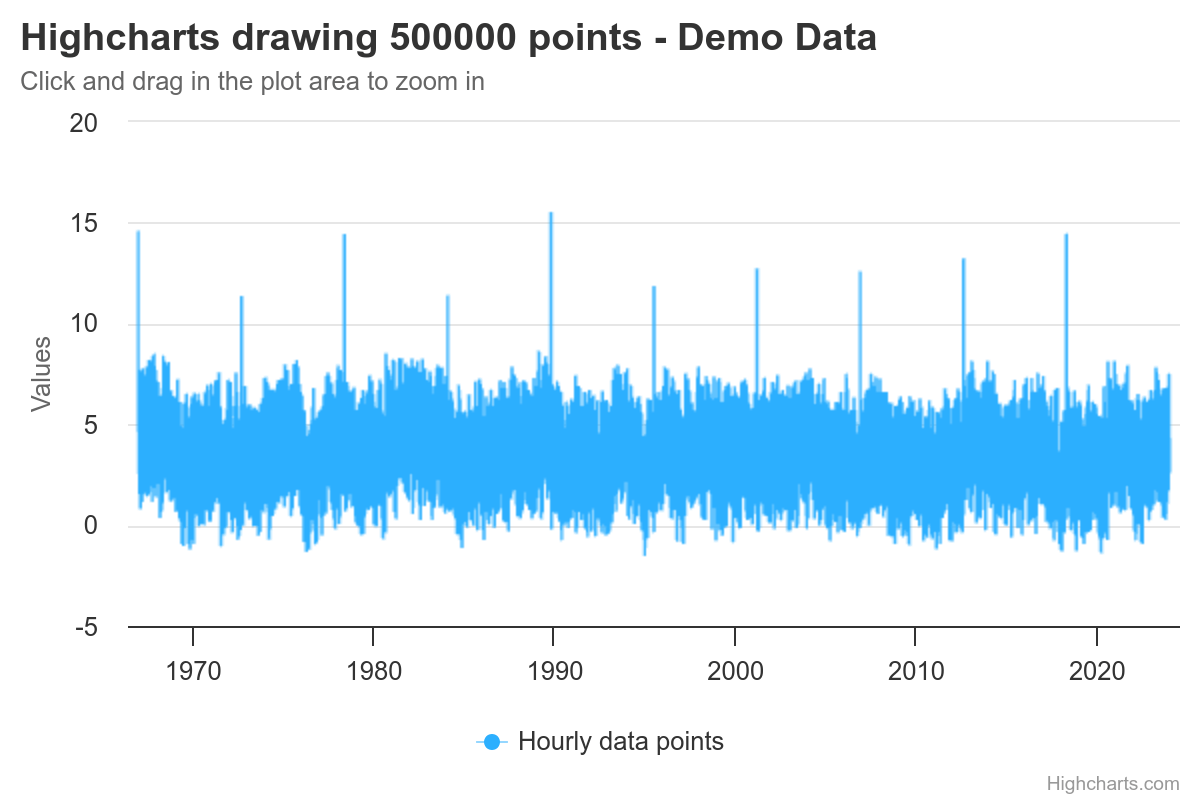 Highcharts drawing 500000 points - Demo Data
Click and drag in the plot area to zoom in
20
15
10
5
0
-5
Values
1970 1980 1990 2000 2010 2020
Hourly data points
Highcharts.com